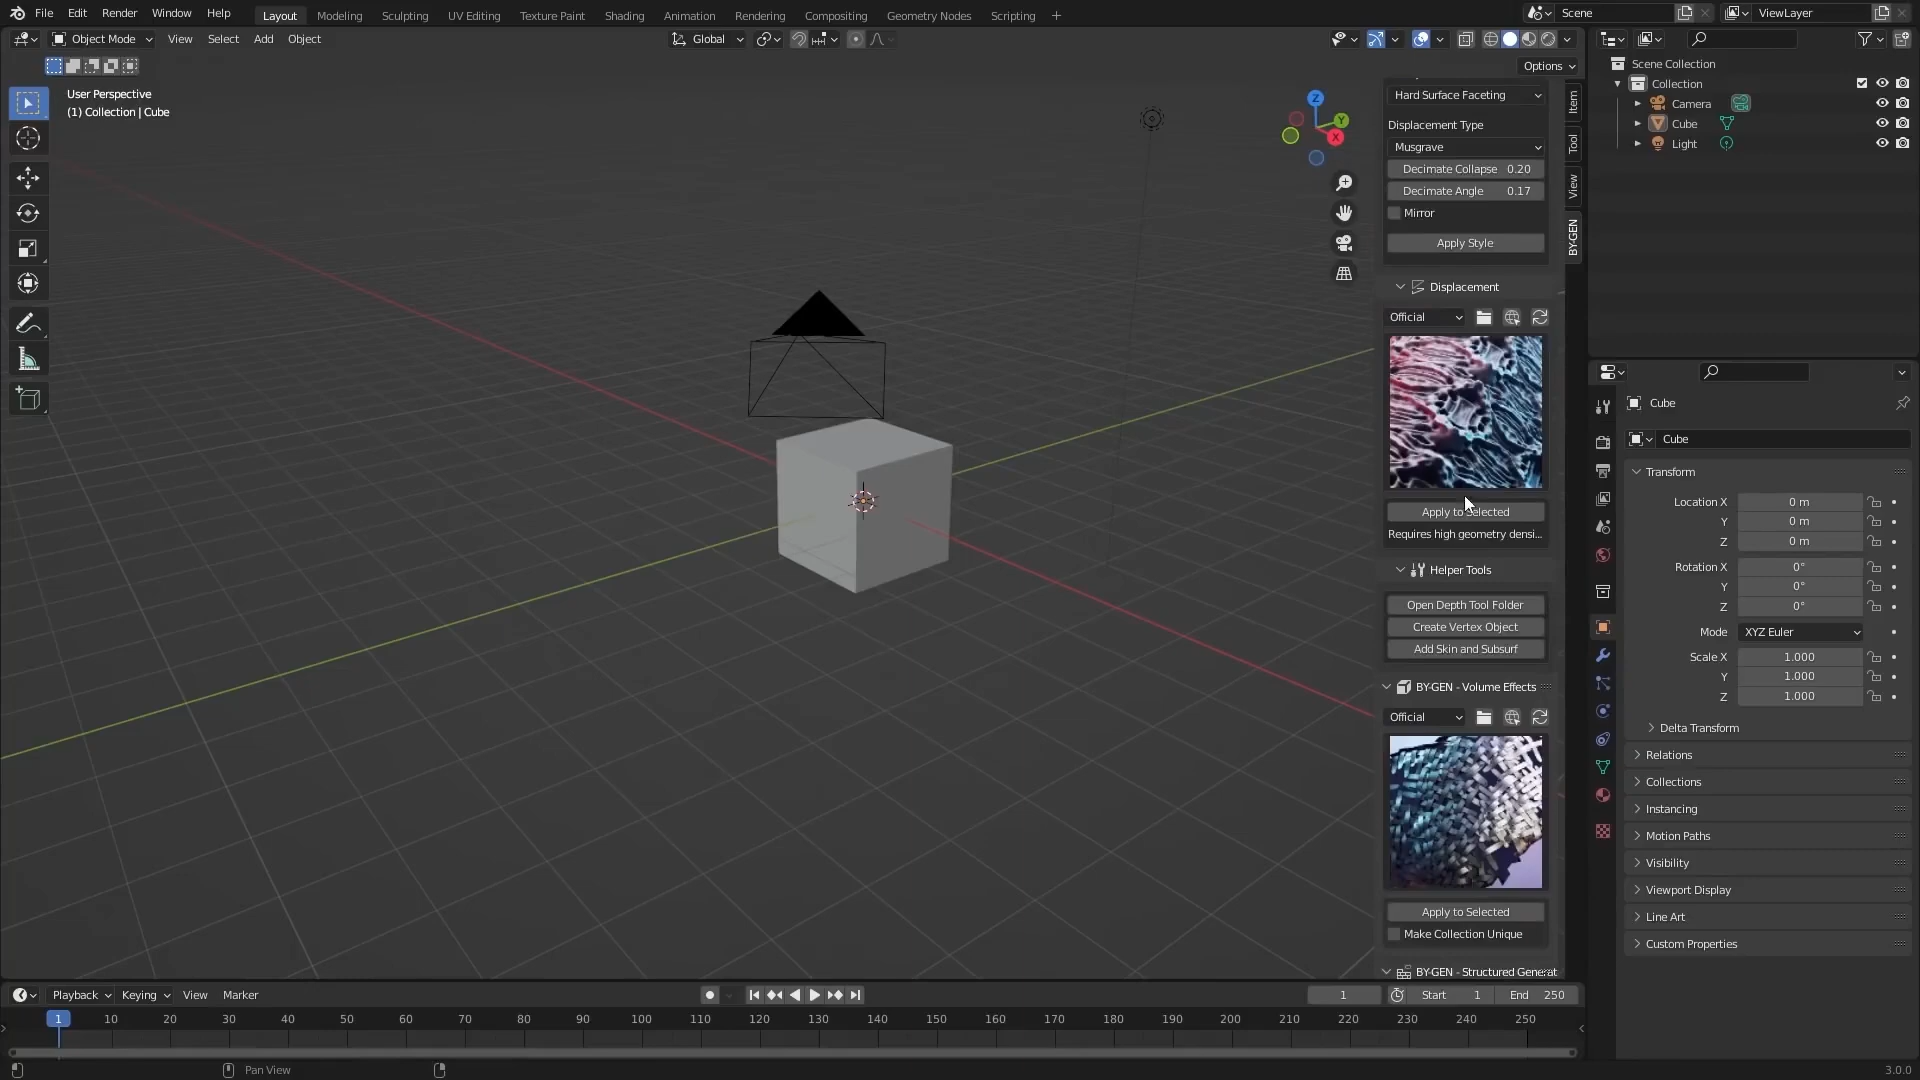 File Edit Render Window Help Layout Modeling Sculpting UV Editing Texture Paint Shading Animation Rendering Compositing Geometry Nodes Scripting + Scene ViewLayer
Object Mode View Select Add Object Global
Options
User Perspective
(1) Collection | Cube
Z
Y
X
Hard Surface Faceting
Displacement Type
Musgrave
Decimate Collapse 0.20
Decimate Angle 0.17
Mirror
Apply Style
Displacement
Official
Apply to Selected
Requires high geometry densi...
Helper Tools
Open Depth Tool Folder
Create Vertex Object
Add Skin and Subsurf
BY-GEN - Volume Effects
Official
Apply to Selected
Make Collection Unique
BY-GEN - Structured Generat
Item
Tool
View
BY-GEN
Scene Collection
Collection
Camera
Cube
Light
Cube
Cube
Transform
Location X 0 m
Y 0 m
Z 0 m
Rotation X 0°
Y 0°
Z 0°
Mode XYZ Euler
Scale X 1.000
Y 1.000
Z 1.000
Delta Transform
Relations
Collections
Instancing
Motion Paths
Visibility
Viewport Display
Line Art
Custom Properties
Playback Keying View Marker 1 Start 1 End 250
1 10 20 30 40 50 60 70 80 90 100 110 120 130 140 150 160 170 180 190 200 210 220 230 240 250
Pan View 3.0.0